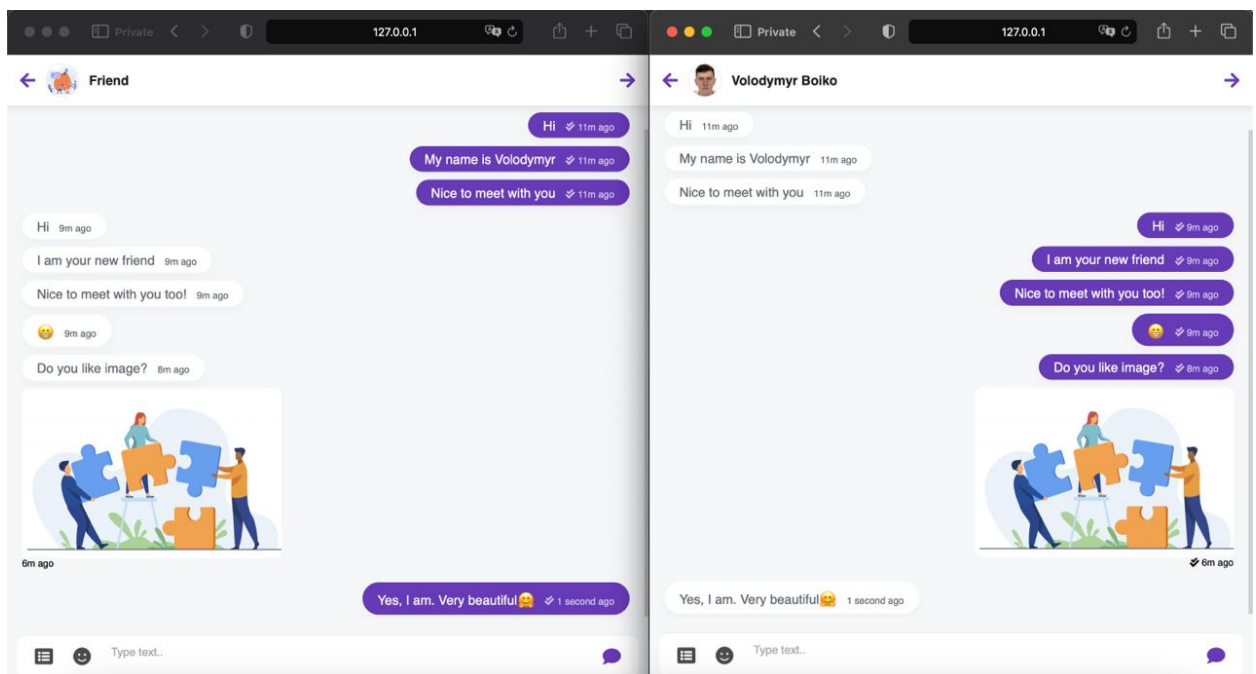 Private
127.0.0.1
Friend
Hi 11m ago
My name is Volodymyr 11m ago
Nice to meet with you 11m ago
Hi 9m ago
I am your new friend 9m ago
Nice to meet with you too! 9m ago
😁 9m ago
Do you like image? 8m ago
6m ago
Yes, I am. Very beautiful🤗 1 second ago
Type text..
Private
127.0.0.1
Volodymyr Boiko
Hi 11m ago
My name is Volodymyr 11m ago
Nice to meet with you 11m ago
Hi 9m ago
I am your new friend 9m ago
Nice to meet with you too! 9m ago
😁 9m ago
Do you like image? 8m ago
6m ago
Yes, I am. Very beautiful🤗 1 second ago
Type text..